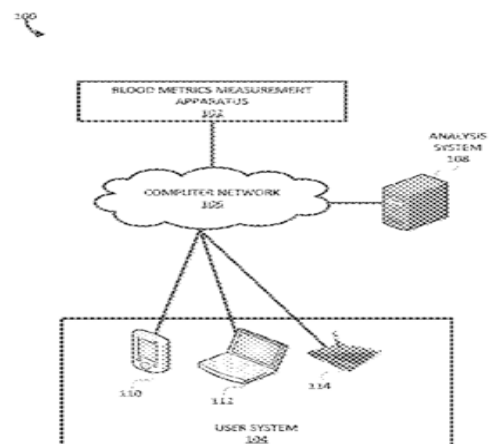 100
BLOOD METRICS MEASUREMENT
APPARATUS
102
ANALYSIS
SYSTEM
108
COMPUTER NETWORK
106
110
112
114
USER SYSTEM
104